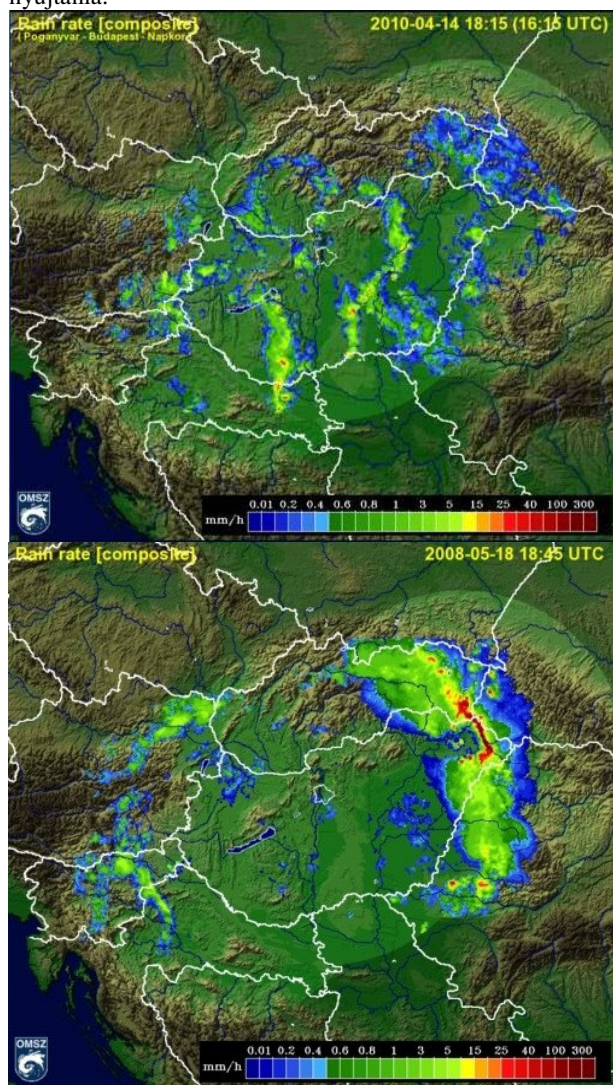 nyújtania.
Rain rate [composite] 2010-04-14 18:15 (16:15 UTC)
( Poganyvar - Budapest - Napkor )
OMSZ
0.01 0.2 0.4 0.6 0.8 1 3 5 15 25 40 100 300
mm/h
Rain rate [composite] 2008-05-18 18:45 UTC
OMSZ
0.01 0.2 0.4 0.6 0.8 1 3 5 15 25 40 100 300
mm/h